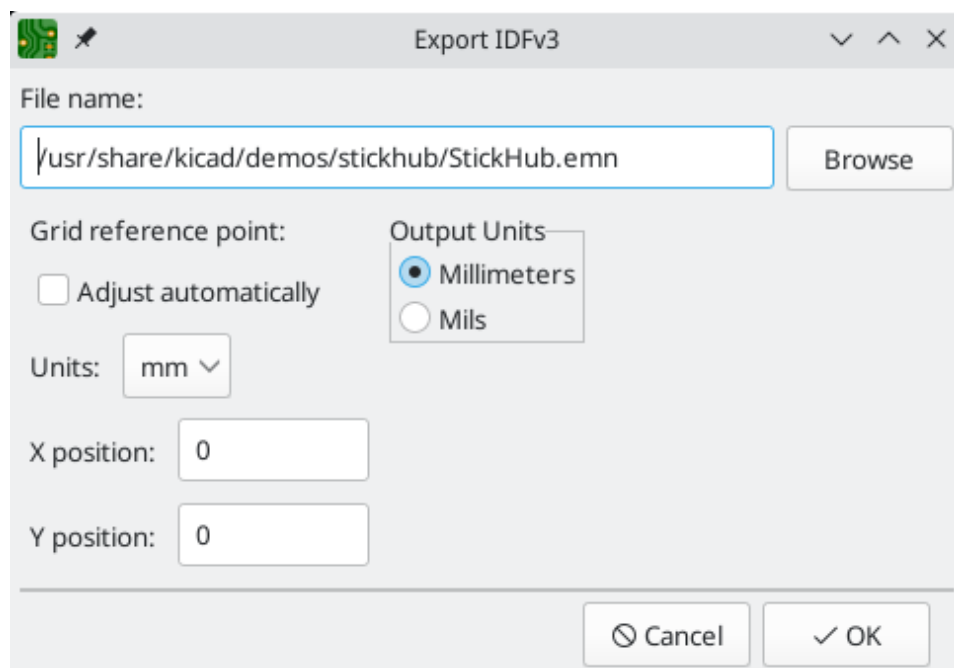 Export IDFv3
File name:
/usr/share/kicad/demos/stickhub/StickHub.emn
Browse
Grid reference point:
Adjust automatically
Units:
mm
X position:
0
Y position:
0
Output Units
Millimeters
Mils
Cancel
OK